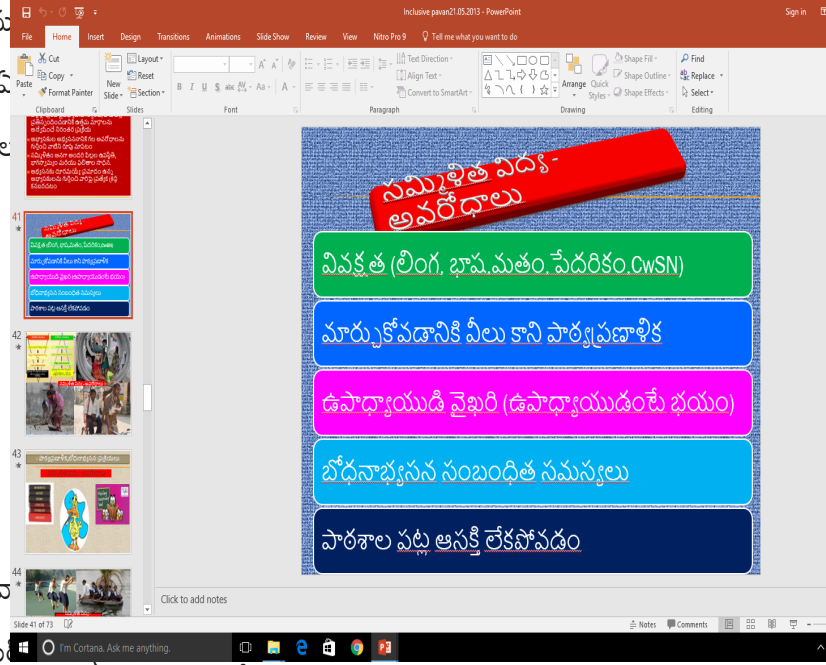 Inclusive pavan21.05.2013 - PowerPoint
Sign in
File Home Insert Design Transitions Animations Slide Show Review View Nitro Pro 9 Tell me what you want to do
Cut
Copy
Format Painter
Paste
Clipboard
New Slide
Layout
Reset
Section
Slides
Font
Text Direction
Align Text
Convert to SmartArt
Paragraph
Arrange
Quick Styles
Shape Fill
Shape Outline
Shape Effects
Drawing
Find
Replace
Select
Editing
41
42
43
44
సమ్మిళిత విద్య-
అవరోధాలు
వివక్షత (లింగ, భాష.మతం.పేదరికం.CwSN)
మార్చుకోవడానికి వీలు కాని పాఠ్యప్రణాళిక
ఉపాధ్యాయుడి వైఖరి (ఉపాధ్యాయుడంటే భయం)
బోధనాభ్యసన సంబంధిత సమస్యలు
పాఠశాల పట్ల ఆసక్తి లేకపోవడం
Click to add notes
Slide 41 of 73
Notes Comments
I'm Cortana. Ask me anything.